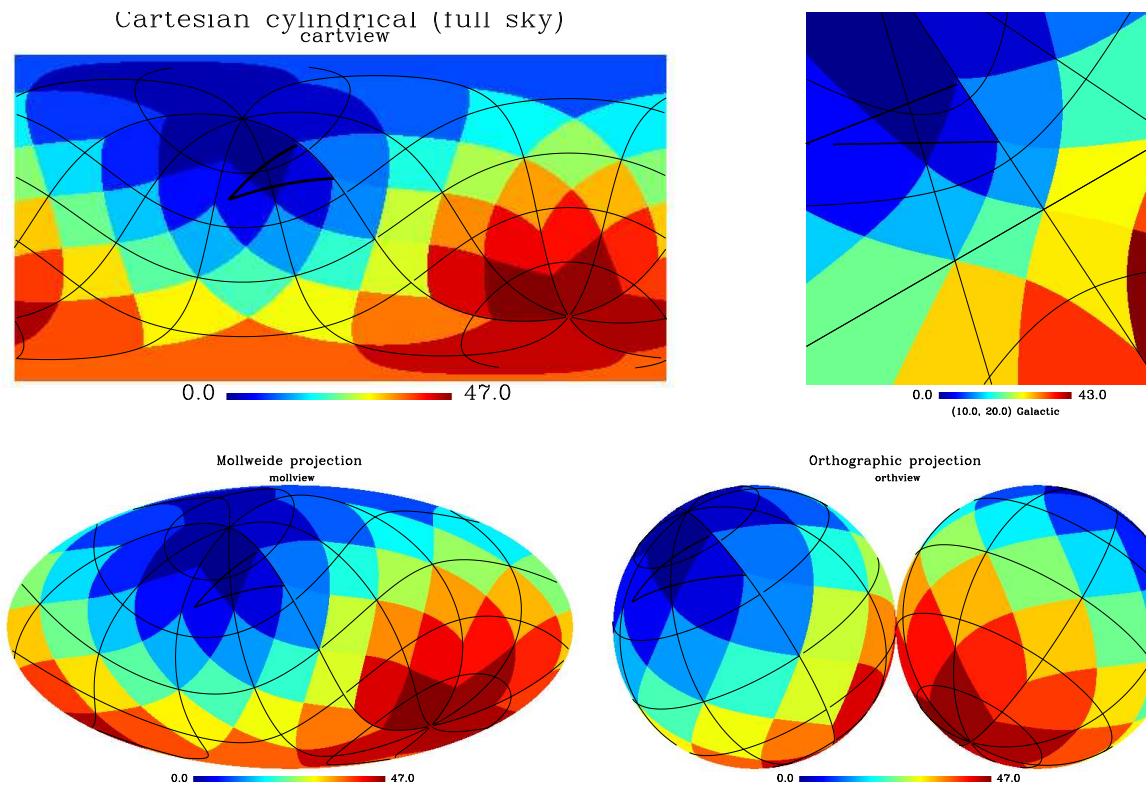 Cartesian cylindrical (full sky)
cartview
0.0 47.0
0.0 43.0
(10.0, 20.0) Galactic
Mollweide projection
mollview
0.0 47.0
Orthographic projection
orthview
0.0 47.0